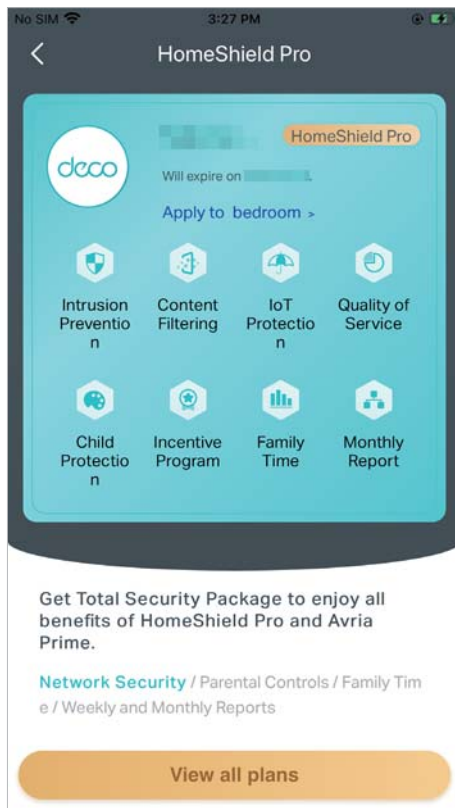 No SIM 3:27 PM
HomeShield Pro
HomeShield Pro
deco
Will expire on
Apply to bedroom >
Intrusion
Preventio
n
Content
Filtering
IoT
Protectio
n
Quality of
Service
Child
Protectio
n
Incentive
Program
Family
Time
Monthly
Report
Get Total Security Package to enjoy all
benefits of HomeShield Pro and Avria
Prime.
Network Security / Parental Controls / Family Tim
e / Weekly and Monthly Reports
View all plans